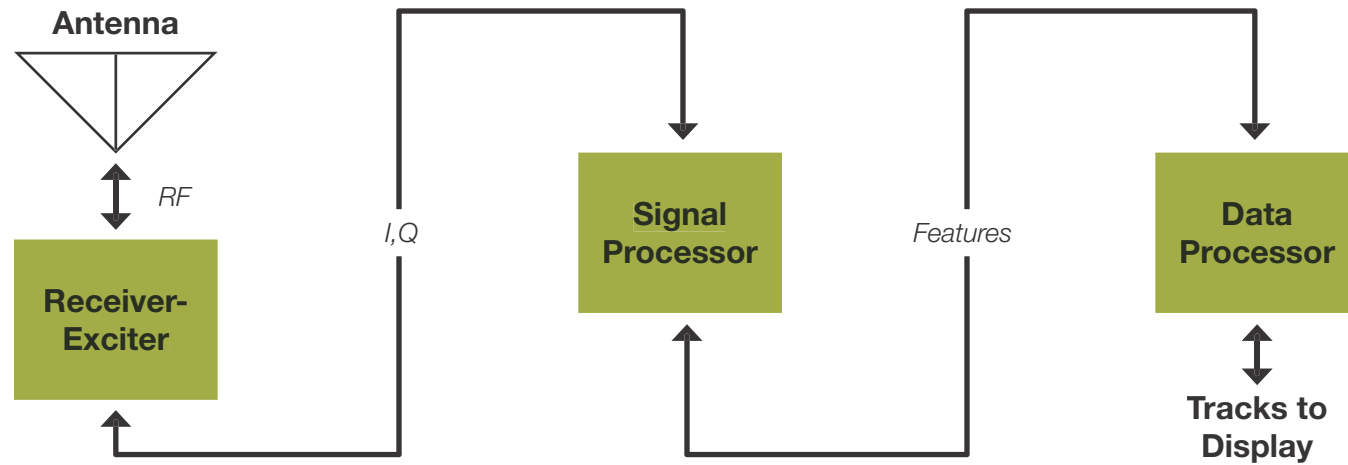 Antenna
RF
Receiver-
Exciter
I,Q
Signal
Processor
Features
Data
Processor
Tracks to
Display